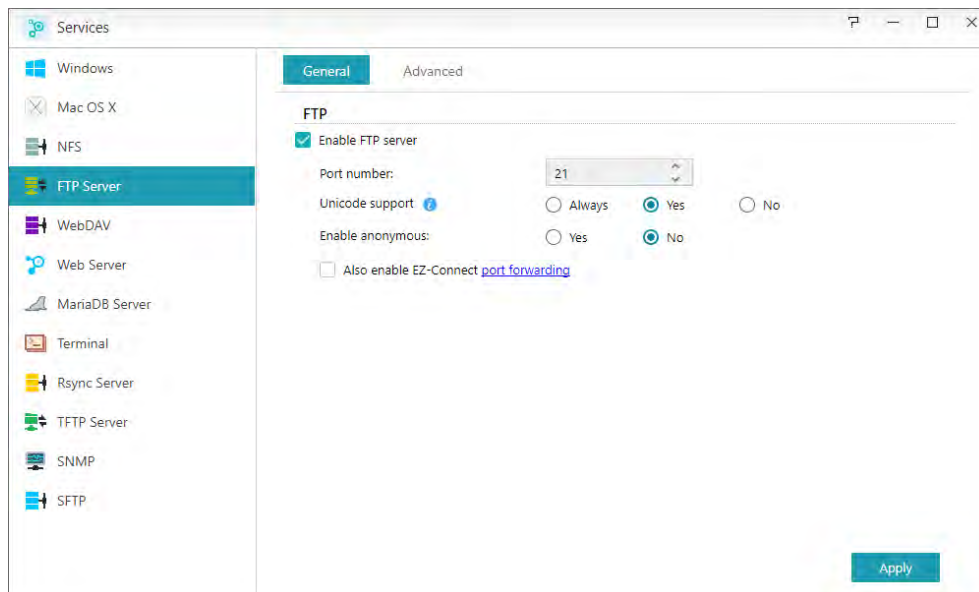 Services
Windows
Mac OS X
NFS
FTP Server
WebDAV
Web Server
MariaDB Server
Terminal
Rsync Server
TFTP Server
SNMP
SFTP
General Advanced
FTP
Enable FTP server
Port number: 21
Unicode support Always Yes No
Enable anonymous: Yes No
Also enable EZ-Connect port forwarding
Apply